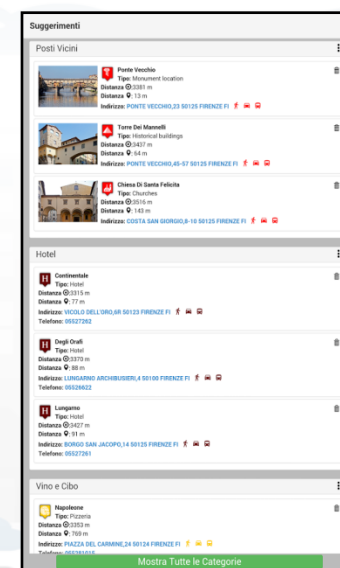 Suggerimenti
Posti Vicini
Ponte Vecchio
Tipo: Monument location
Distanza :3381 m
Distanza : 13 m
Indirizzo: PONTE VECCHIO,23 50125 FIRENZE FI
Torre Dei Mannelli
Tipo: Historical buildings
Distanza :3437 m
Distanza : 64 m
Indirizzo: PONTE VECCHIO,45-57 50125 FIRENZE FI
Chiesa Di Santa Felicita
Tipo: Churches
Distanza :3516 m
Distanza : 143 m
Indirizzo: COSTA SAN GIORGIO,8-10 50125 FIRENZE FI
Hotel
Continentale
Tipo: Hotel
Distanza :3315 m
Distanza : 77 m
Indirizzo: VICOLO DELL'ORO,6R 50123 FIRENZE FI
Telefono: 05527262
Degli Orafi
Tipo: Hotel
Distanza :3370 m
Distanza : 88 m
Indirizzo: LUNGARNO ARCHIBUSIERI,4 50100 FIRENZE FI
Telefono: 05526622
Lungarno
Tipo: Hotel
Distanza :3427 m
Distanza : 91 m
Indirizzo: BORGO SAN JACOPO,14 50125 FIRENZE FI
Telefono: 05527261
Vino e Cibo
Napoleone
Tipo: Pizzeria
Distanza :3353 m
Distanza : 769 m
Indirizzo: PIAZZA DEL CARMINE,24 50124 FIRENZE FI
Telefono: 055281015
Mostra Tutte le Categorie